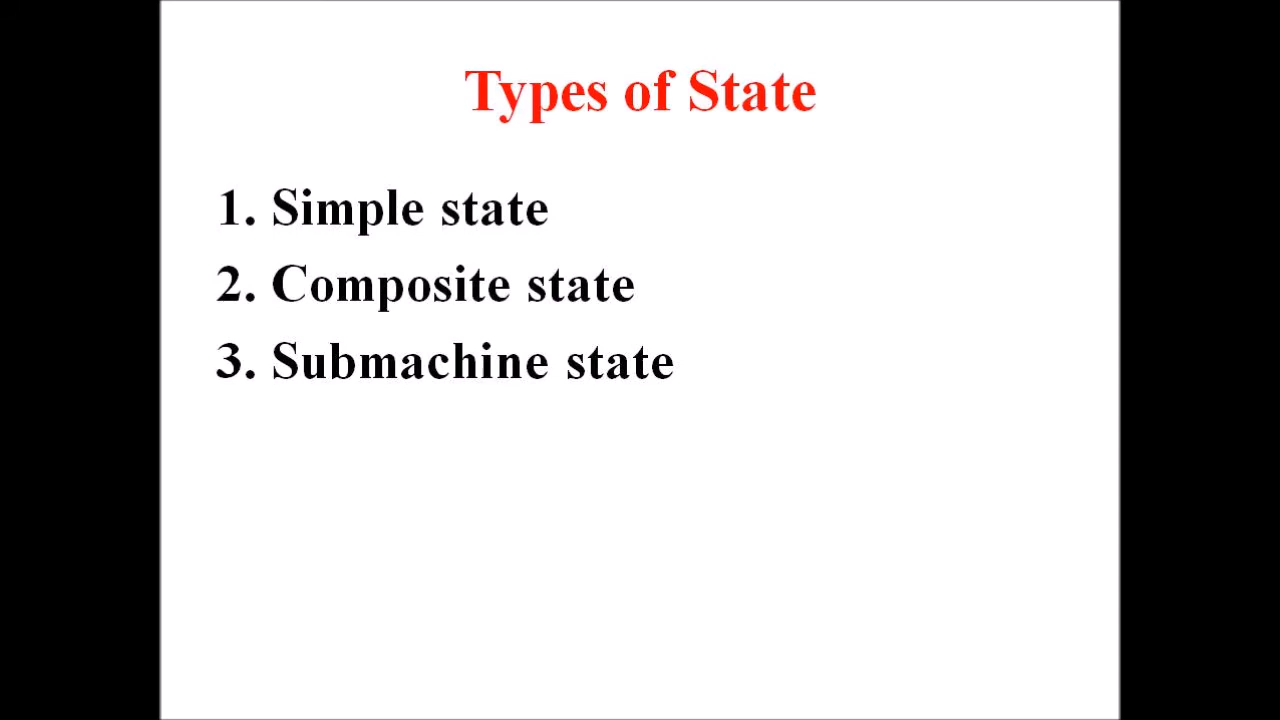 Types of State
1. Simple state
2. Composite state
3. Submachine state